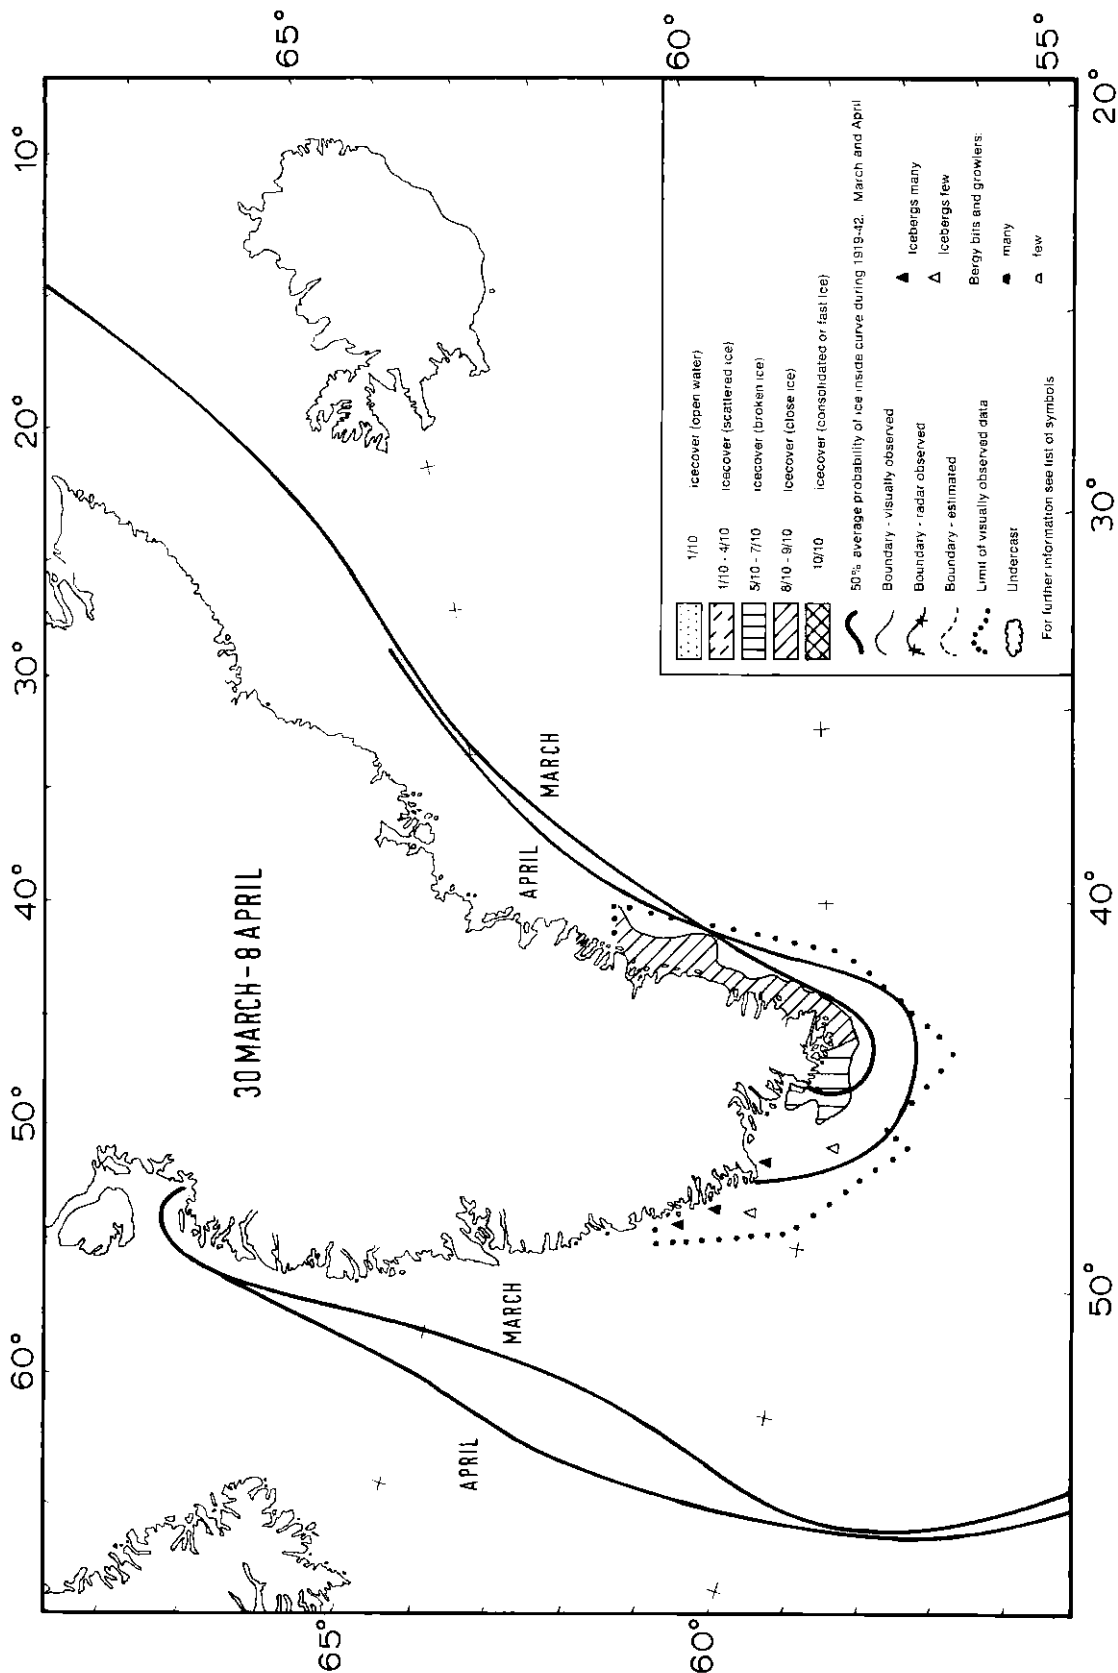 30 MARCH-8 APRIL
60°
50°
40°
30°
20°
10°
65°
65°
60°
60°
55°
50°
40°
30°
20°
APRIL
MARCH
APRIL
MARCH
1/10 icecover (open water)
1/10 - 4/10 icecover (scattered ice)
5/10 - 7/10 icecover (broken ice)
8/10 - 9/10 icecover (close ice)
10/10 icecover (consolidated or fast ice)
50% average probability of ice inside curve during 1919-42. March and April
Boundary - visually observed
Boundary - radar observed
Boundary - estimated
Limit of visually observed data
Undercast
Icebergs many
Icebergs few
Bergy bits and growlers:
many
few
For further information see list of symbols